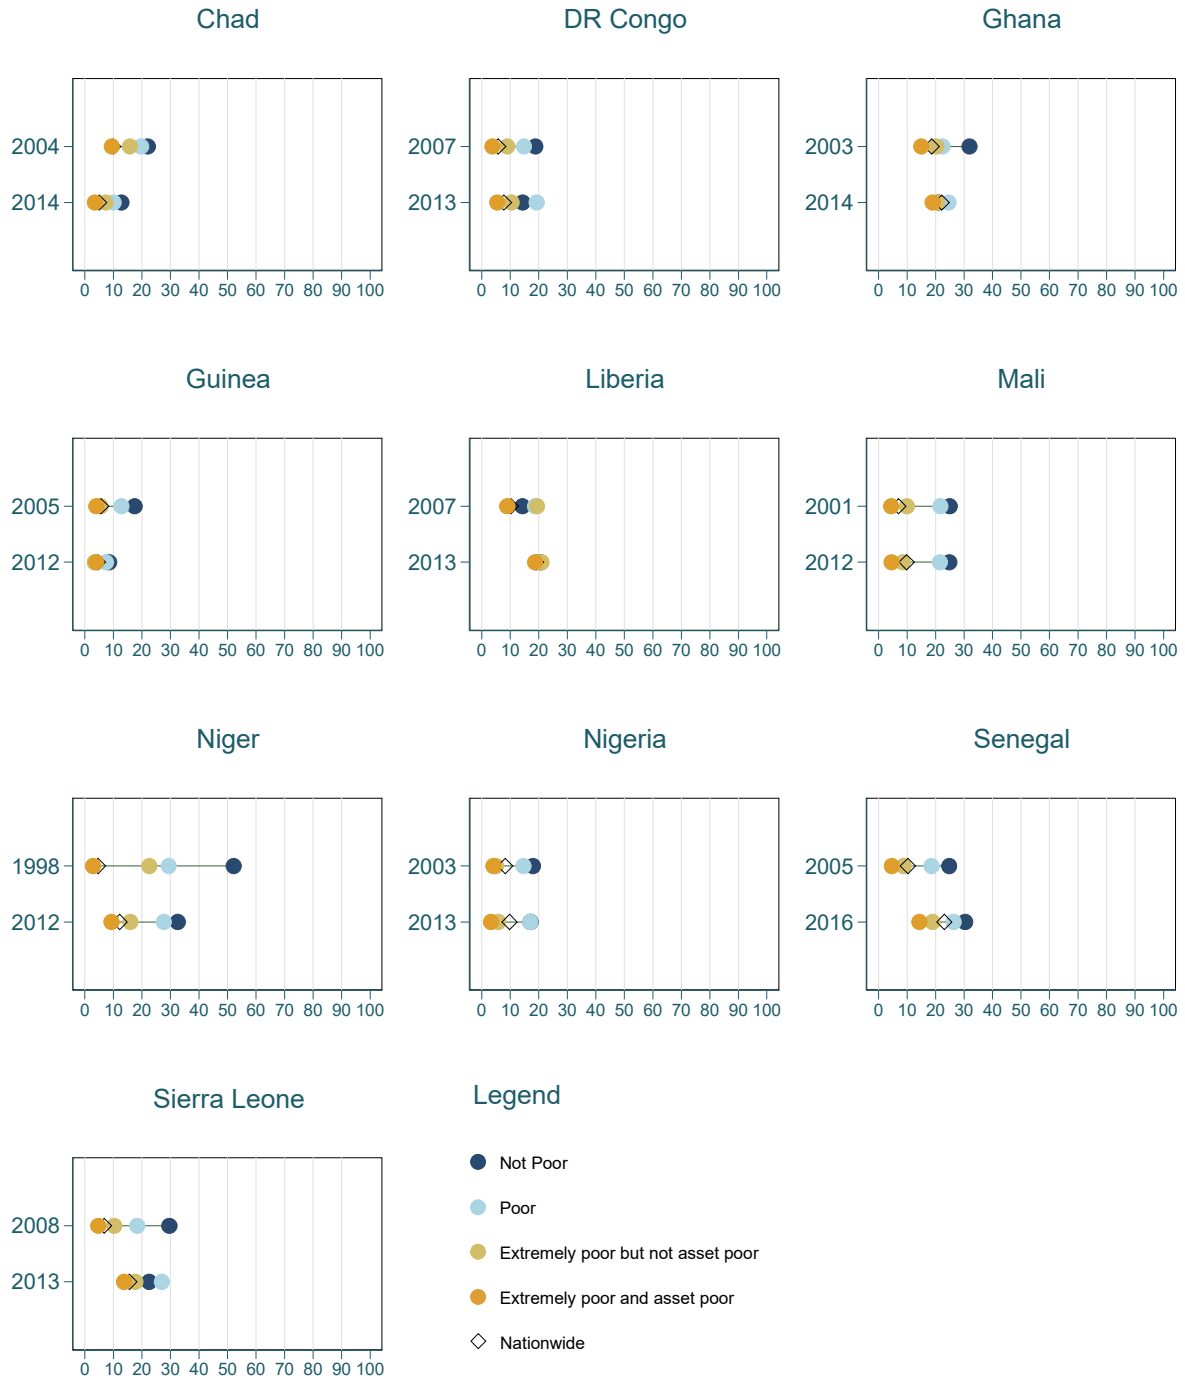 Chad
DR Congo
Ghana
2004
2014
0 10 20 30 40 50 60 70 80 90 100
2007
2013
0 10 20 30 40 50 60 70 80 90 100
2003
2014
0 10 20 30 40 50 60 70 80 90 100
Guinea
Liberia
Mali
2005
2012
0 10 20 30 40 50 60 70 80 90 100
2007
2013
0 10 20 30 40 50 60 70 80 90 100
2001
2012
0 10 20 30 40 50 60 70 80 90 100
Niger
Nigeria
Senegal
1998
2012
0 10 20 30 40 50 60 70 80 90 100
2003
2013
0 10 20 30 40 50 60 70 80 90 100
2005
2016
0 10 20 30 40 50 60 70 80 90 100
Sierra Leone
2008
2013
0 10 20 30 40 50 60 70 80 90 100
Legend
Not Poor
Poor
Extremely poor but not asset poor
Extremely poor and asset poor
Nationwide